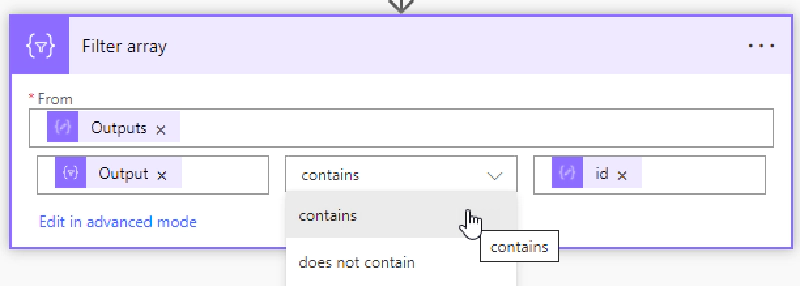 Filter array
* From
Outputs ×
Output × contains id ×
Edit in advanced mode
contains
contains
does not contain